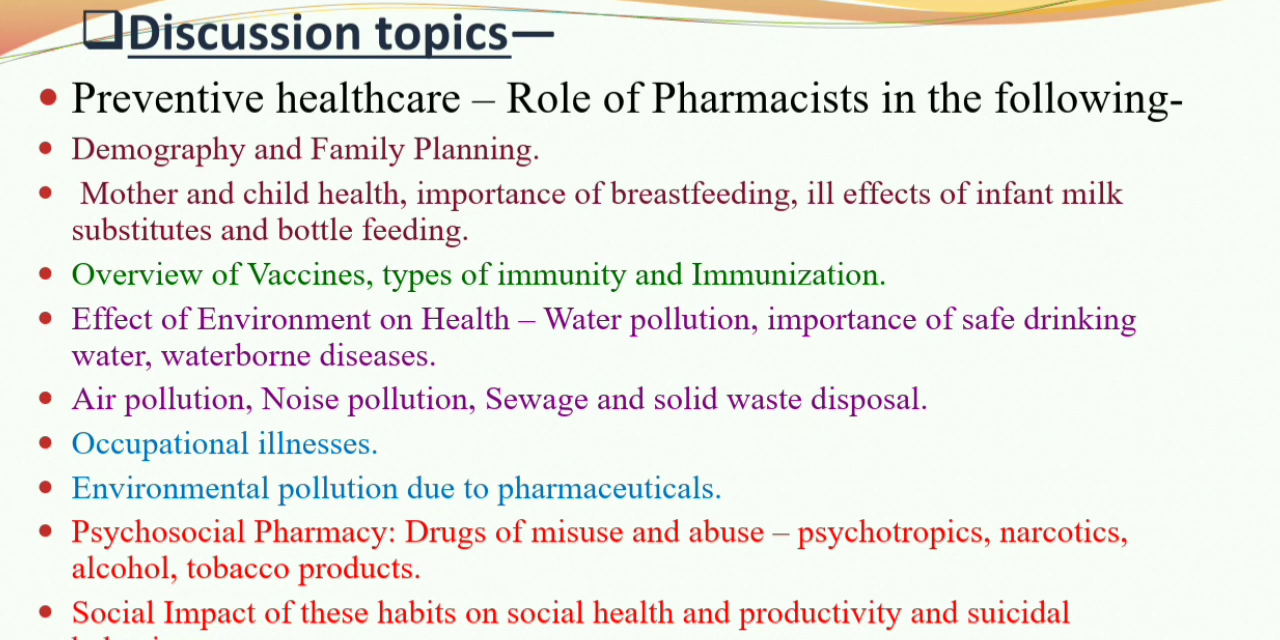 ❑Discussion topics—
• Preventive healthcare – Role of Pharmacists in the following-
• Demography and Family Planning.
• Mother and child health, importance of breastfeeding, ill effects of infant milk
substitutes and bottle feeding.
• Overview of Vaccines, types of immunity and Immunization.
• Effect of Environment on Health – Water pollution, importance of safe drinking
water, waterborne diseases.
• Air pollution, Noise pollution, Sewage and solid waste disposal.
• Occupational illnesses.
• Environmental pollution due to pharmaceuticals.
• Psychosocial Pharmacy: Drugs of misuse and abuse – psychotropics, narcotics,
alcohol, tobacco products.
• Social Impact of these habits on social health and productivity and suicidal